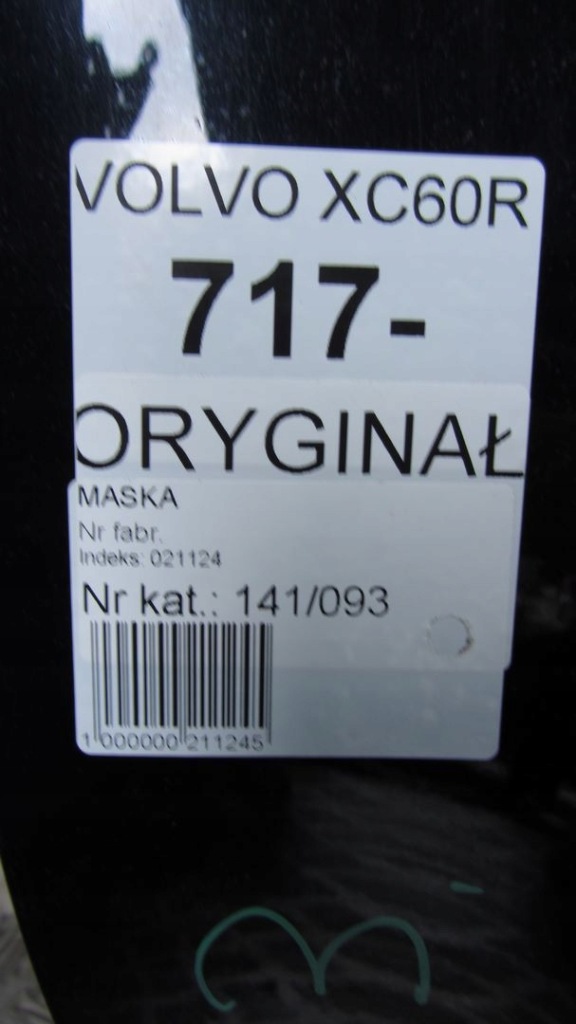 VOLVO XC60R
717-
ORYGINAŁ
MASKA
Nr fabr.
Indeks: 021124
Nr kat.: 141/093
1 000000 211245